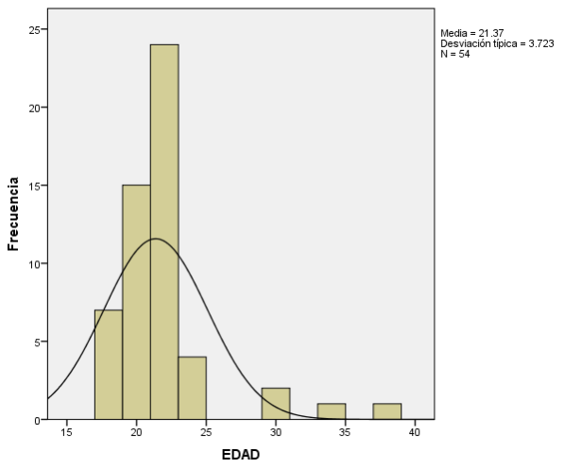 Media = 21.37
Desviación típica = 3.723
N = 54
Frecuencia
25
20
15
10
5
0
15 20 25 30 35 40
EDAD